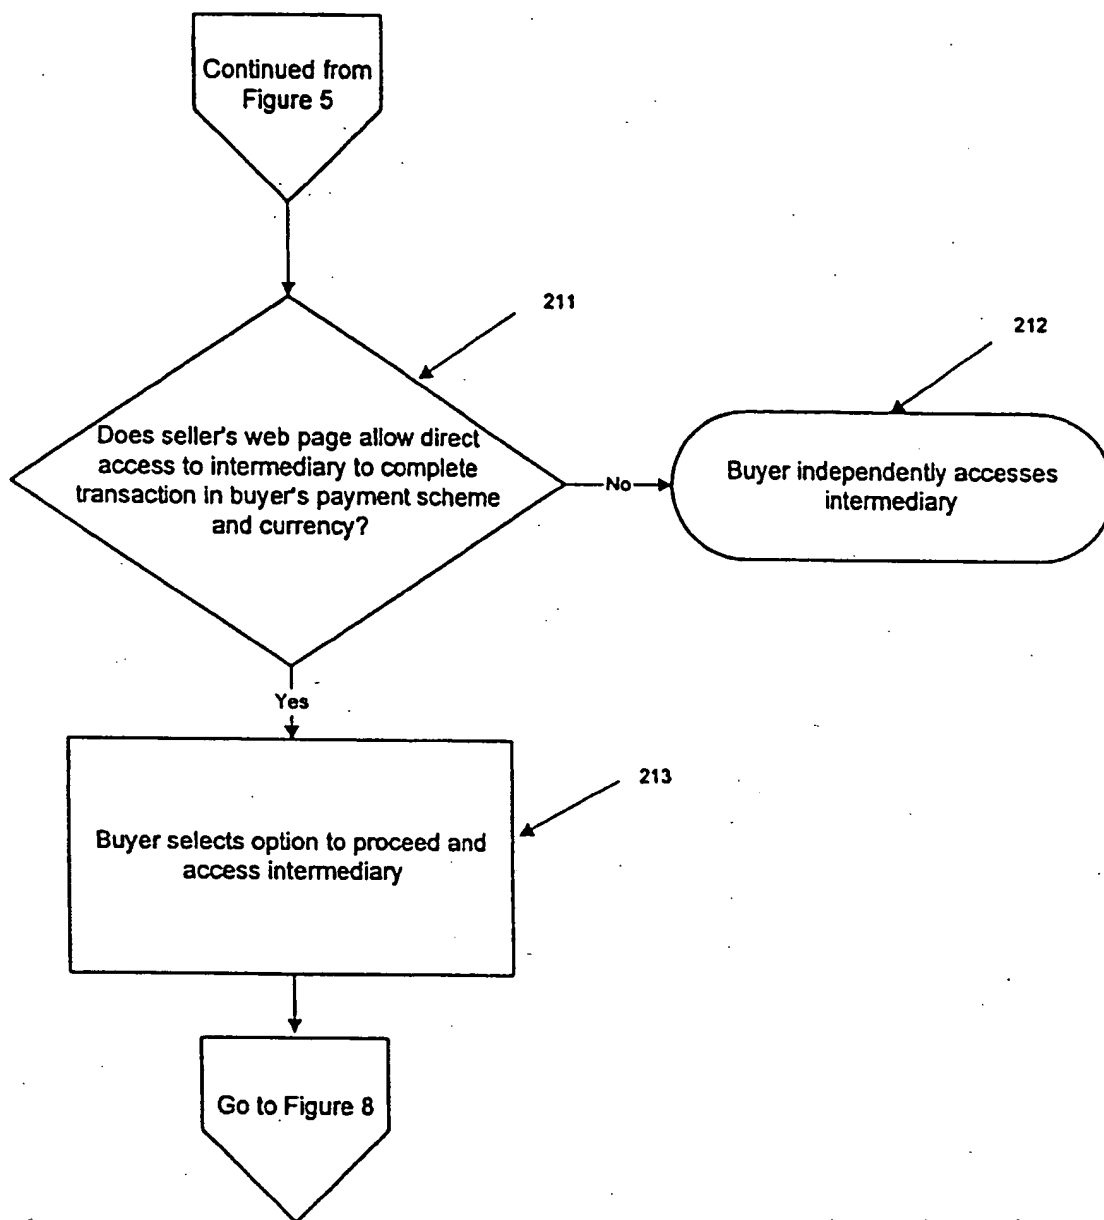 Continued from
Figure 5
211
212
Does seller's web page allow direct
access to intermediary to complete
transaction in buyer's payment scheme
and currency?
No
Buyer independently accesses
intermediary
Yes
213
Buyer selects option to proceed and
access intermediary
Go to Figure 8